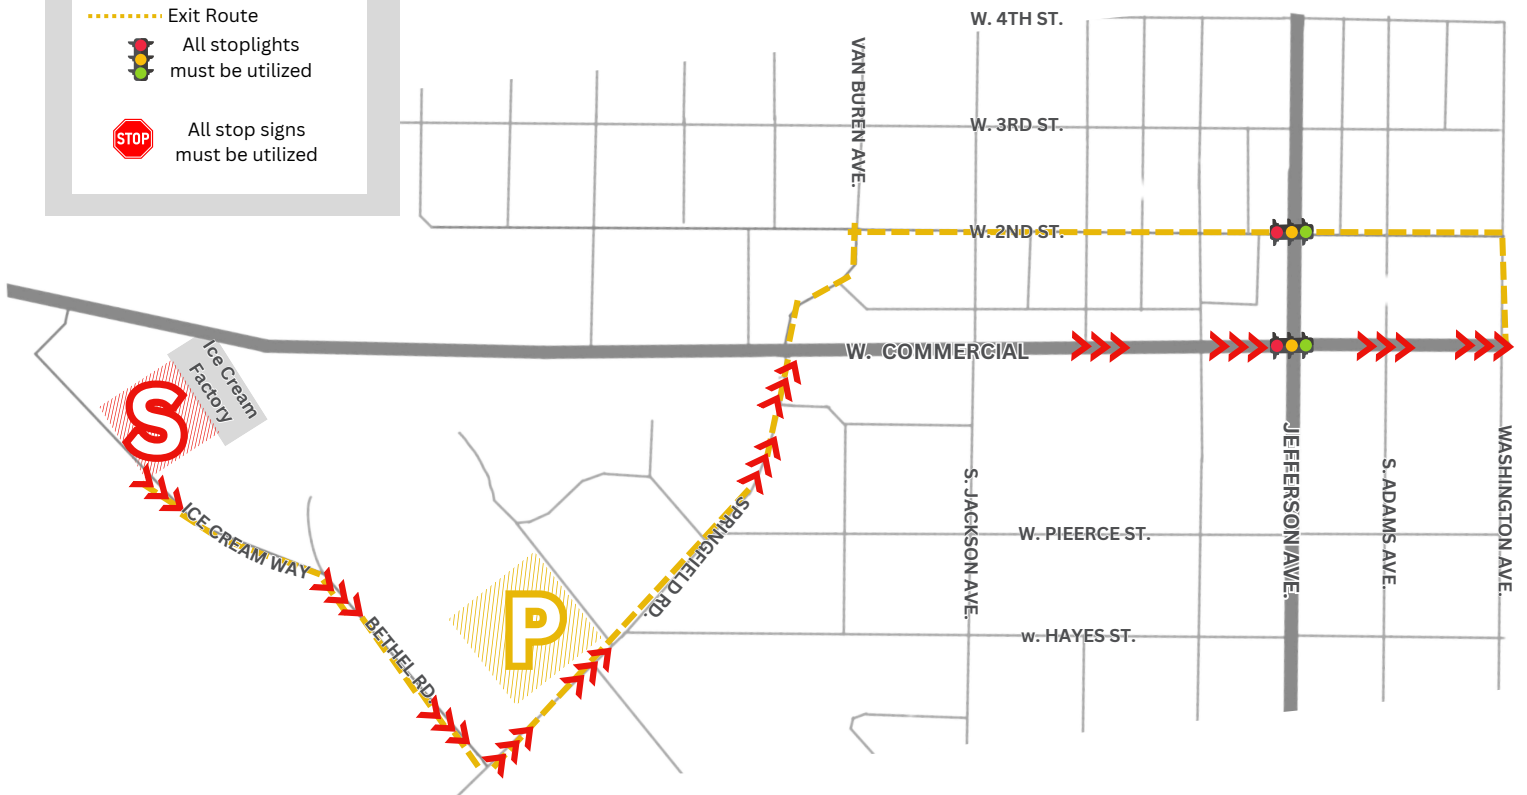 Exit Route
All stoplights
must be utilized
STOP
All stop signs
must be utilized
W. 4TH ST.
VAN BUREN AVE.
W. 3RD ST.
W. 2ND ST.
W. COMMERCIAL
Ice Cream
Factory
S
ICE CREAM WAY
BETHEL RD.
P
SPRINGFIELD RD.
S. JACKSON AVE.
W. PIEERCE ST.
w. HAYES ST.
JEFFERSON AVE.
S. ADAMS AVE.
WASHINGTON AVE.